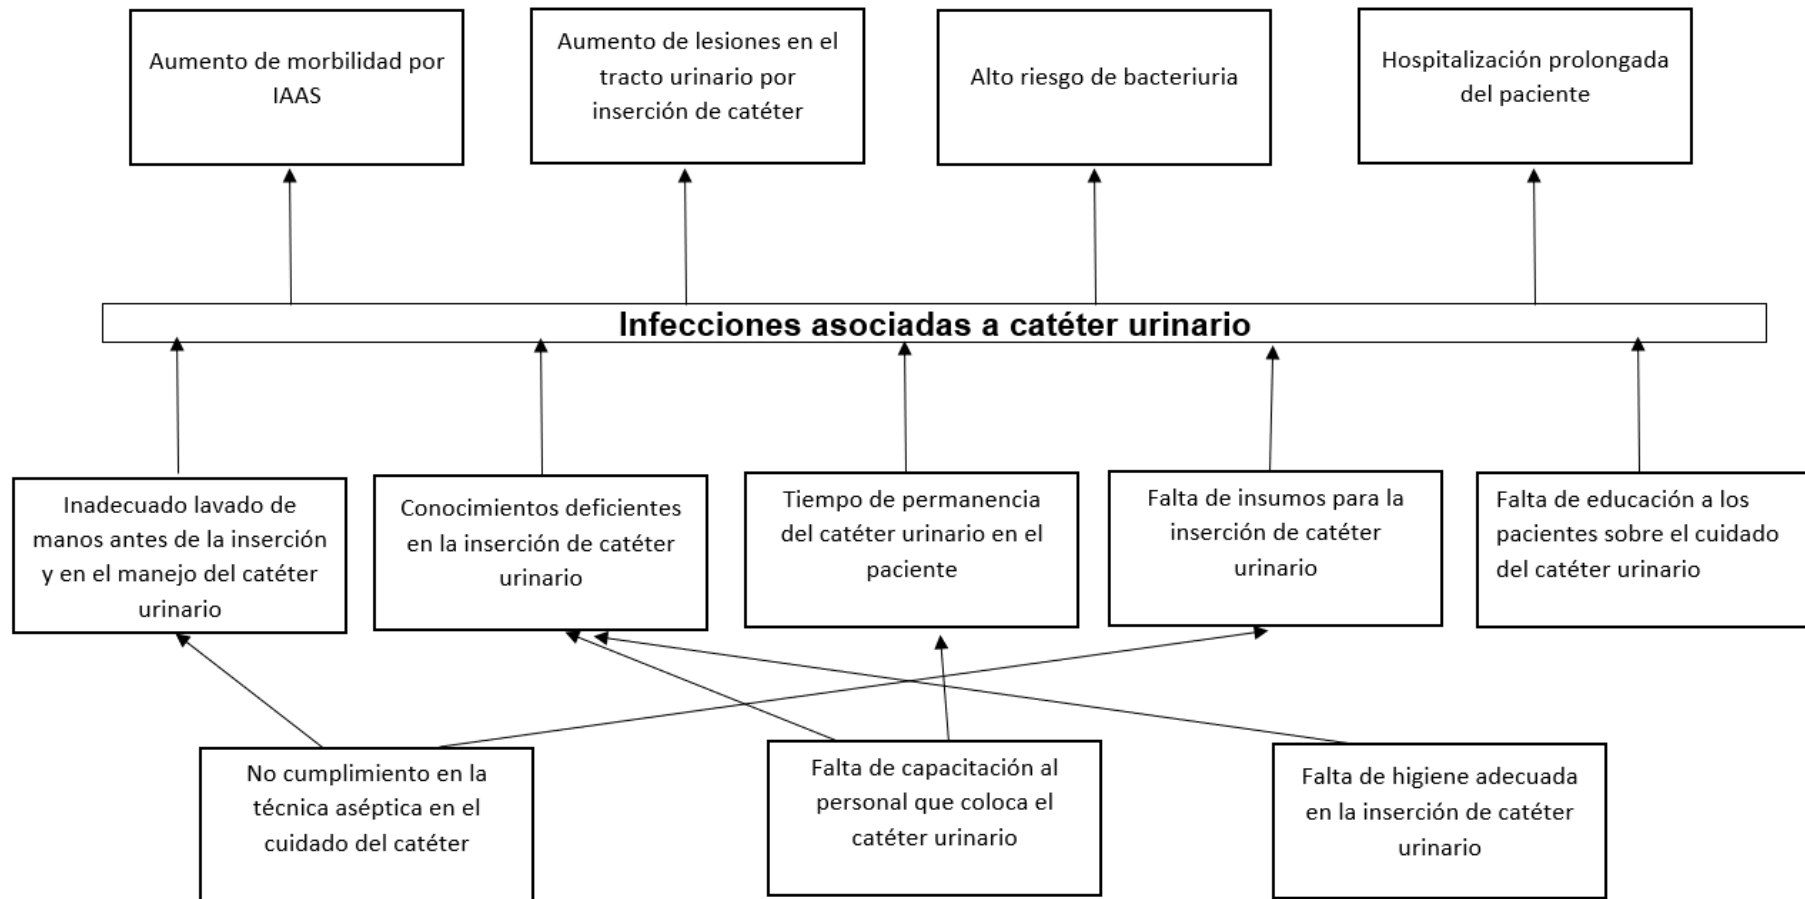 Aumento de morbilidad por
IAAS
Aumento de lesiones en el
tracto urinario por
inserción de catéter
Alto riesgo de bacteriuria
Hospitalización prolongada
del paciente
Infecciones asociadas a catéter urinario
Inadecuado lavado de
manos antes de la inserción
y en el manejo del catéter
urinario
Conocimientos deficientes
en la inserción de catéter
urinario
Tiempo de permanencia
del catéter urinario en el
paciente
Falta de insumos para la
inserción de catéter
urinario
Falta de educación a los
pacientes sobre el cuidado
del catéter urinario
No cumplimiento en la
técnica aséptica en el
cuidado del catéter
Falta de capacitación al
personal que coloca el
catéter urinario
Falta de higiene adecuada
en la inserción de catéter
urinario